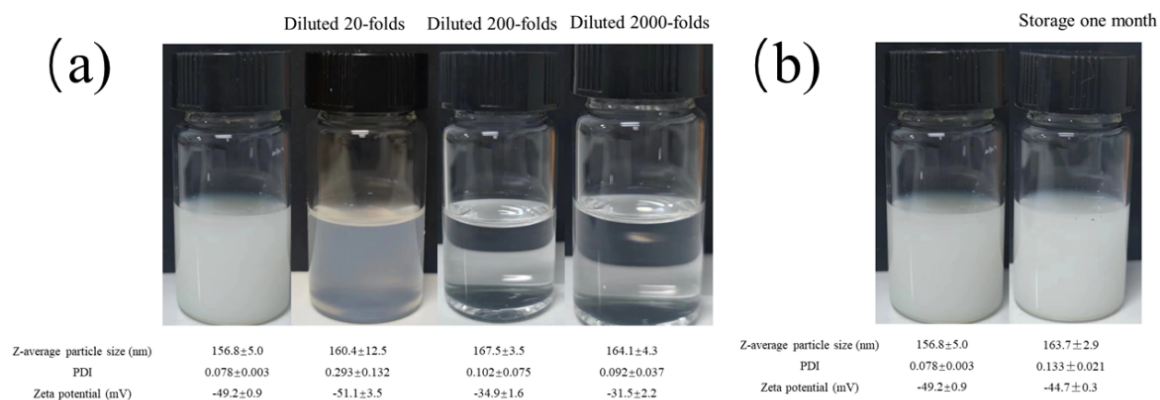 Diluted 20-folds Diluted 200-folds Diluted 2000-folds
(a)
Z-average particle size (nm) 156.8±5.0 160.4±12.5 167.5±3.5 164.1±4.3
PDI 0.078±0.003 0.293±0.132 0.102±0.075 0.092±0.037
Zeta potential (mV) -49.2±0.9 -51.1±3.5 -34.9±1.6 -31.5±2.2
Storage one month
(b)
Z-average particle size (nm) 156.8±5.0 163.7±2.9
PDI 0.078±0.003 0.133±0.021
Zeta potential (mV) -49.2±0.9 -44.7±0.3